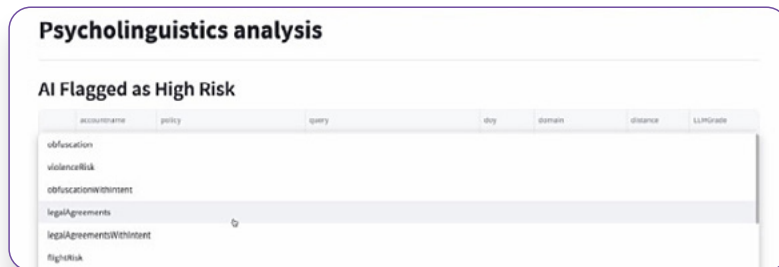 Psycholinguistics analysis
AI Flagged as High Risk
accountname policy query doy domain distance LLMGrade
obfuscation
violenceRisk
obfuscationWithIntent
legalAgreements
legalAgreementsWithIntent
flightRisk